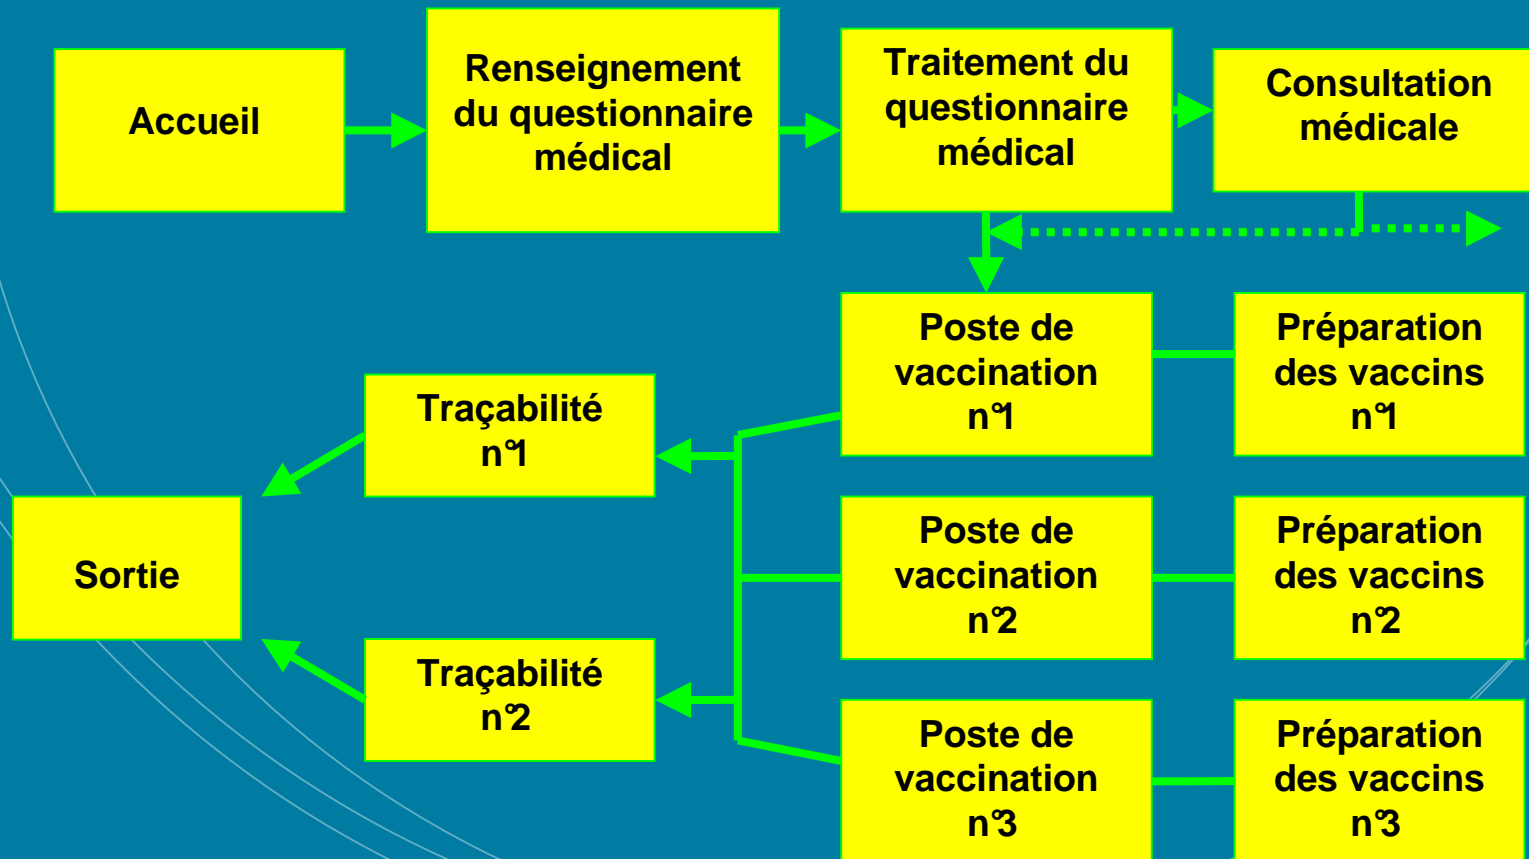 Accueil
Renseignement
du questionnaire
médical
Traitement du
questionnaire
médical
Consultation
médicale
Poste de
vaccination
n°1
Préparation
des vaccins
n°1
Traçabilité
n°1
Poste de
vaccination
n°2
Préparation
des vaccins
n°2
Sortie
Traçabilité
n°2
Poste de
vaccination
n°3
Préparation
des vaccins
n°3